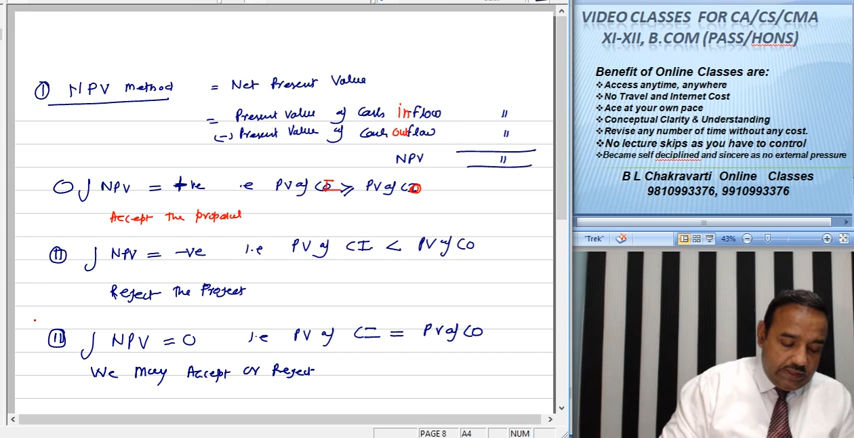 ① NPV Method = Net Present Value
= Present Value of Cash inflow "
(-) Present Value of Cash outflow "
NPV "
If NPV = +ve i.e PV of CI > PV of CO
Accept The proposal
ⓘⓘ If NPV = -ve i.e PV of CI < PV of CO
Reject The Project
If NPV = 0 i.e PV of CI = PV of CO
We may Accept or Reject
PAGE 8 A4 NUM
VIDEO CLASSES FOR CA/CS/CMA
XI-XII, B.COM (PASS/HONS)
Benefit of Online Classes are:
❖Access anytime, anywhere
❖No Travel and Internet Cost
❖Ace at your own pace
❖Conceptual Clarity & Understanding
❖Revise any number of time without any cost.
❖No lecture skips as you have to control
❖Became self deciplined and sincere as no external pressure
B L Chakravarti Online Classes
9810993376, 9910993376
"Trek" 43%